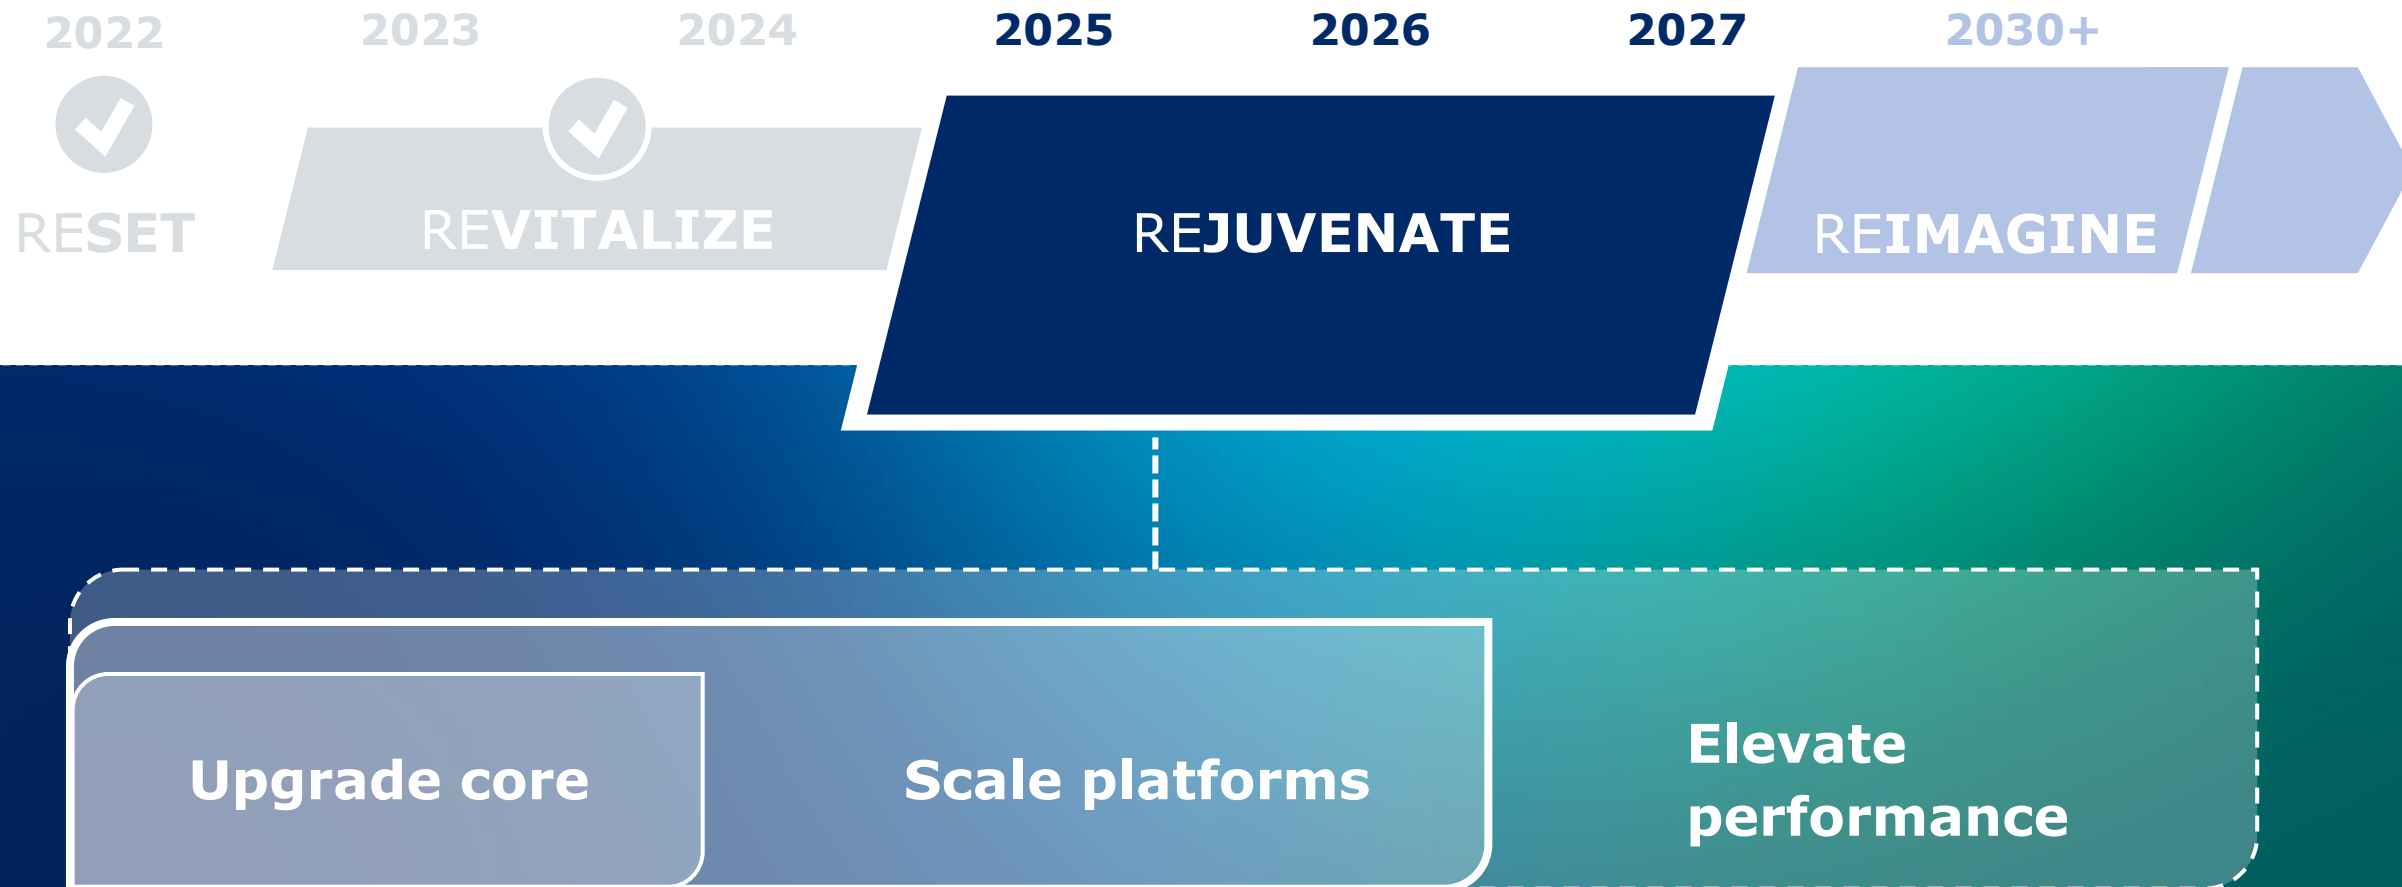 2022 2023 2024 2025 2026 2027 2030+
RESET REVITALIZE REJUVENATE REIMAGINE
Upgrade core
Scale platforms
Elevate
performance